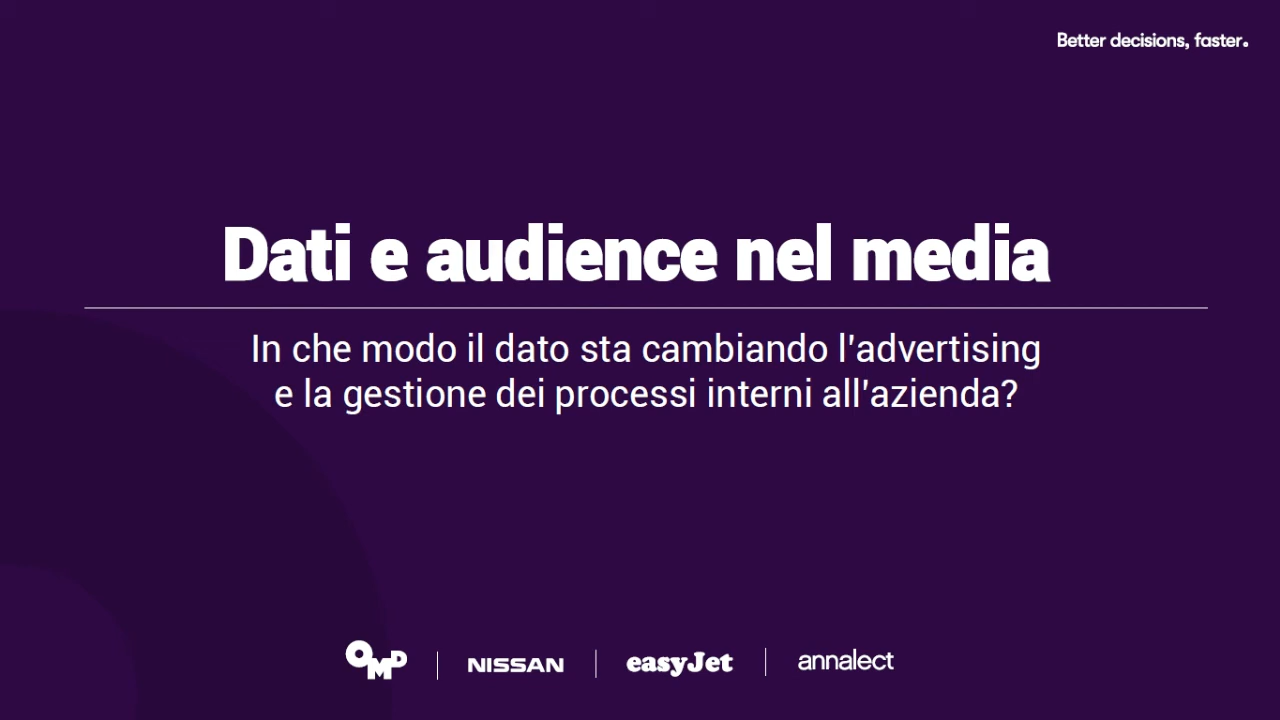 Better decisions, faster.
Dati e audience nel media
In che modo il dato sta cambiando l'advertising
e la gestione dei processi interni all'azienda?
OMD | NISSAN | easyJet | annalect